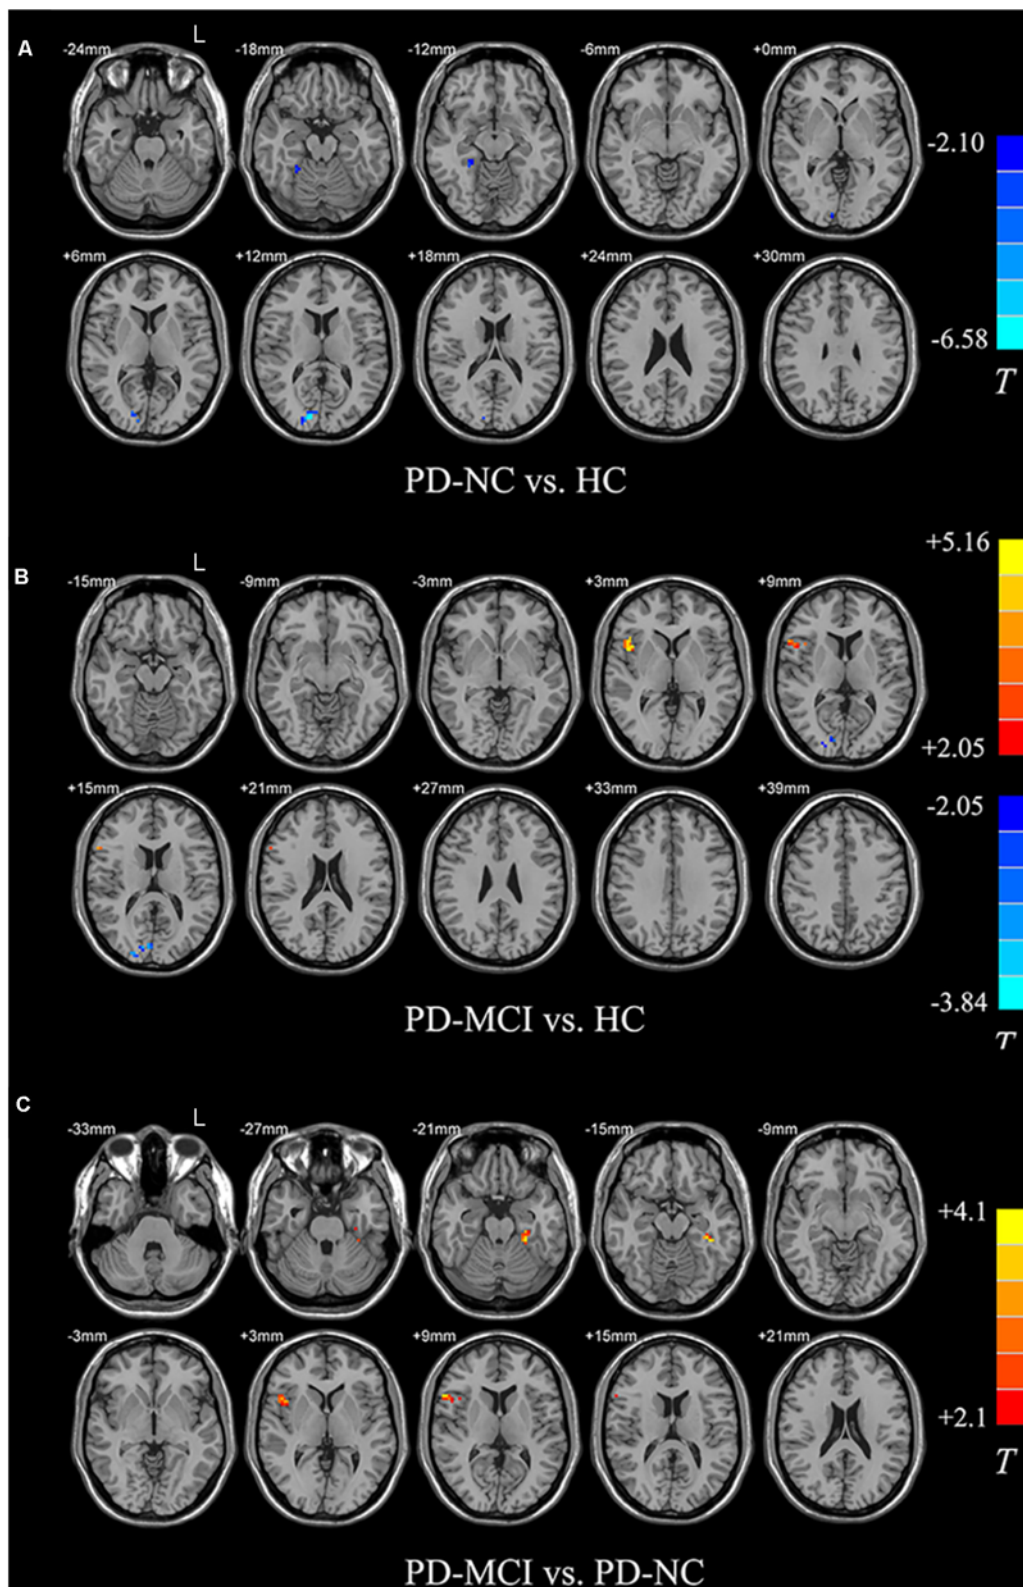 A
L
-24mm -18mm -12mm -6mm +0mm
-2.10
+6mm +12mm +18mm +24mm +30mm
-6.58
T
PD-NC vs. HC
+5.16
B
L
-15mm -9mm -3mm +3mm +9mm
+2.05
+15mm +21mm +27mm +33mm +39mm
-2.05
-3.84
PD-MCI vs. HC
T
C
L
-33mm -27mm -21mm -15mm -9mm
+4.1
-3mm +3mm +9mm +15mm +21mm
+2.1
T
PD-MCI vs. PD-NC